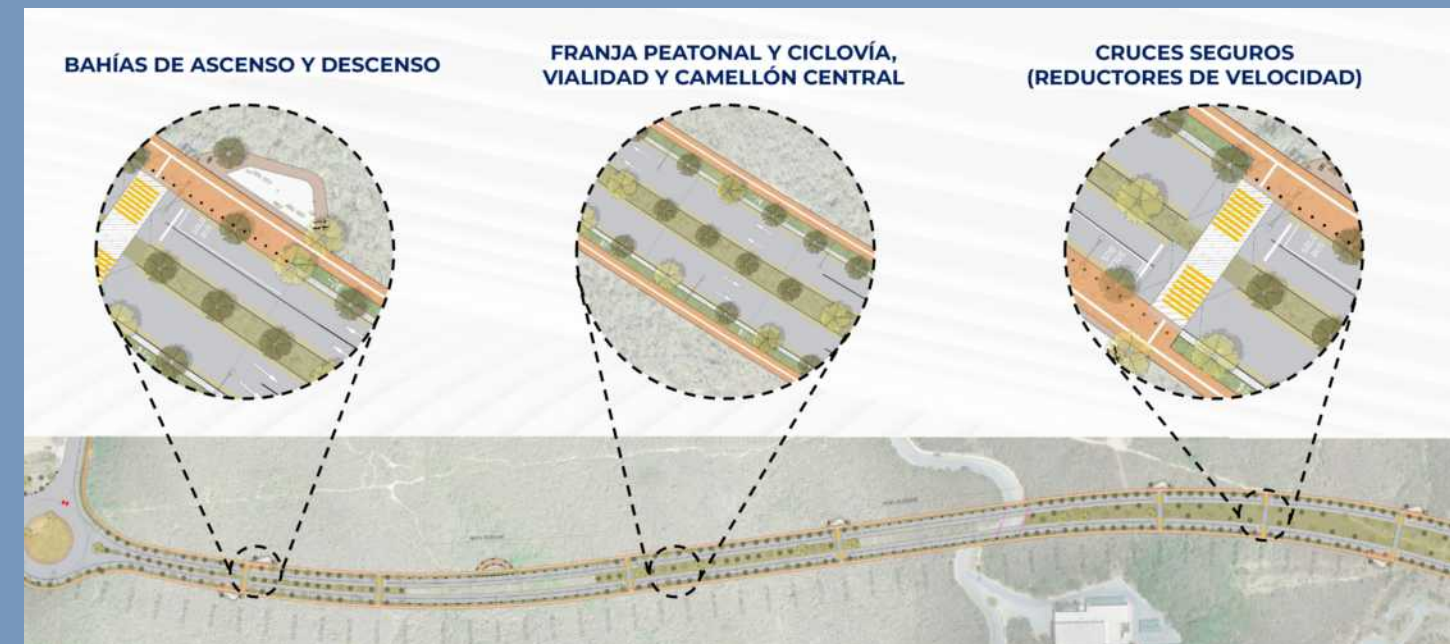 BAHÍAS DE ASCENSO Y DESCENSO
FRANJA PEATONAL Y CICLOVÍA,
VIALIDAD Y CAMELLÓN CENTRAL
CRUCES SEGUROS
(REDUCTORES DE VELOCIDAD)